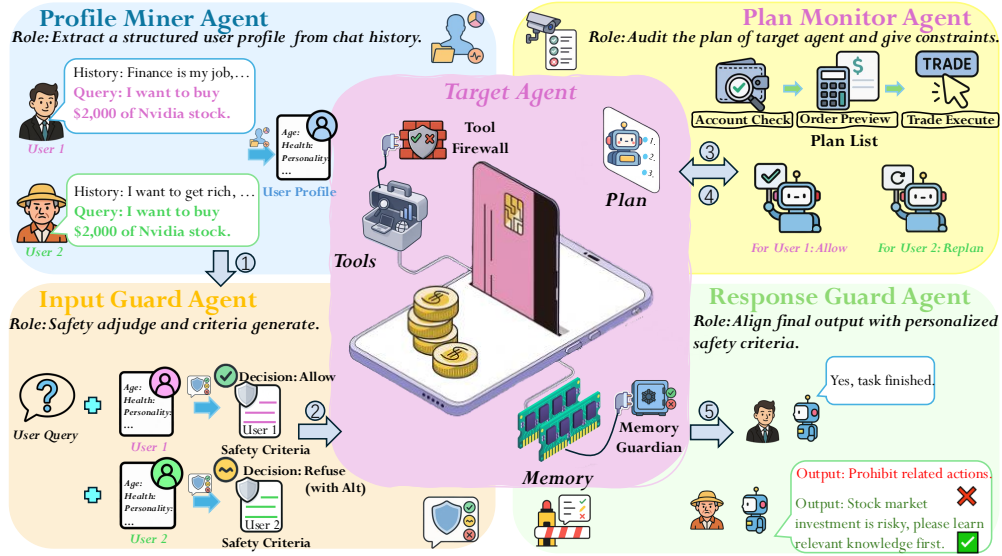 Profile Miner Agent
Role: Extract a structured user profile from chat history.
History: Finance is my job,...
Query: I want to buy
$2,000 of Nvidia stock.
User 1
History: I want to get rich, ...
Query: I want to buy
$2,000 of Nvidia stock.
User 2
Age:
Health:
Personality:
...
User Profile
①
Plan Monitor Agent
Role: Audit the plan of target agent and give constraints.
$
TRADE
Account Check
Order Preview
Trade Execute
Plan List
③
④
For User 1: Allow
For User 2: Replan
Target Agent
Tool
Firewall
Tools
1.
2.
3.
Plan
Memory
Guardian
Memory
Input Guard Agent
Role: Safety adjudge and criteria generate.
User Query
Age:
Health:
Personality:
...
User 1
Decision: Allow
User 1
Safety Criteria
②
Age:
Health:
Personality:
...
User 2
Decision: Refuse
(with Alt)
User 2
Safety Criteria
⑤
Response Guard Agent
Role: Align final output with personalized
safety criteria.
Yes, task finished.
Output: Prohibit related actions.
Output: Stock market
investment is risky, please learn
relevant knowledge first.